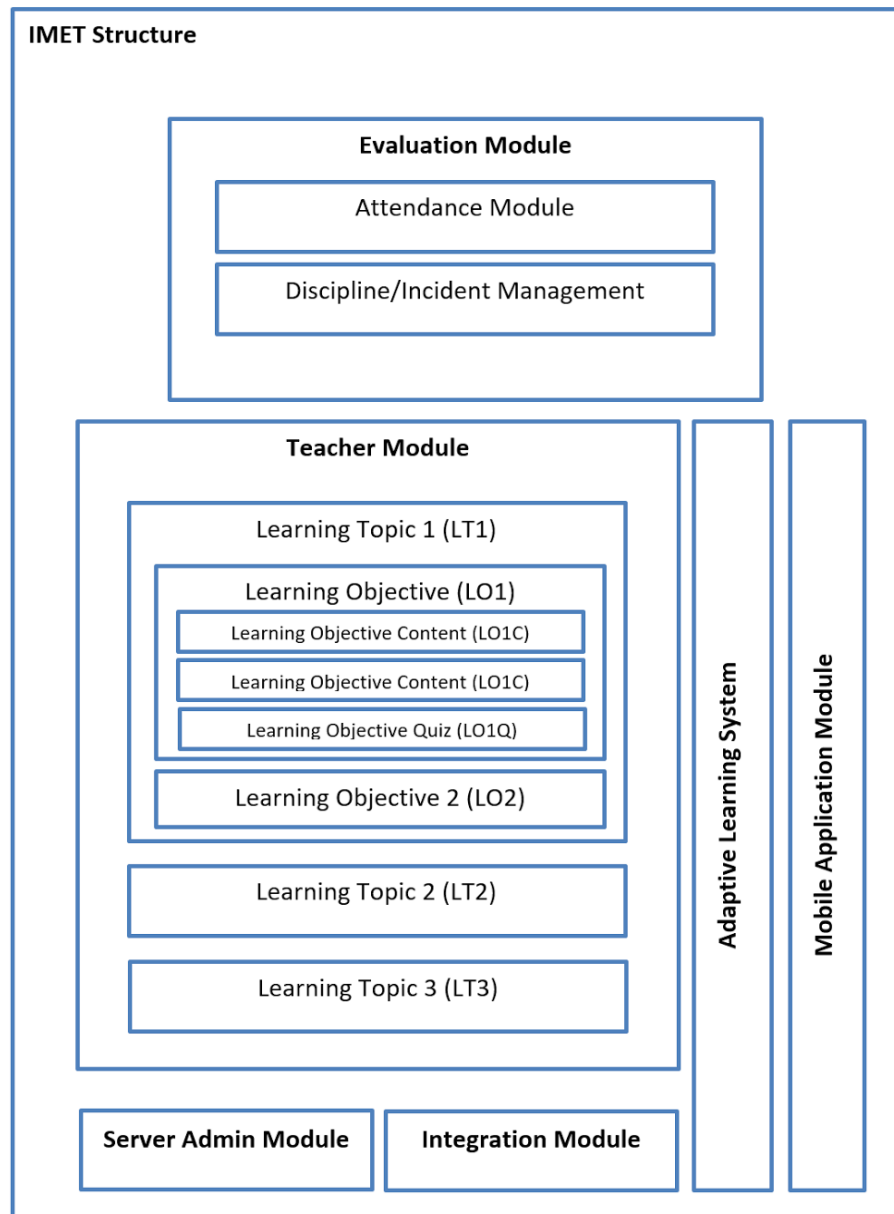 IMET Structure
Evaluation Module
Attendance Module
Discipline/Incident Management
Teacher Module
Learning Topic 1 (LT1)
Learning Objective (LO1)
Learning Objective Content (LO1C)
Learning Objective Content (LO1C)
Learning Objective Quiz (LO1Q)
Learning Objective 2 (LO2)
Learning Topic 2 (LT2)
Learning Topic 3 (LT3)
Adaptive Learning System
Mobile Application Module
Server Admin Module
Integration Module